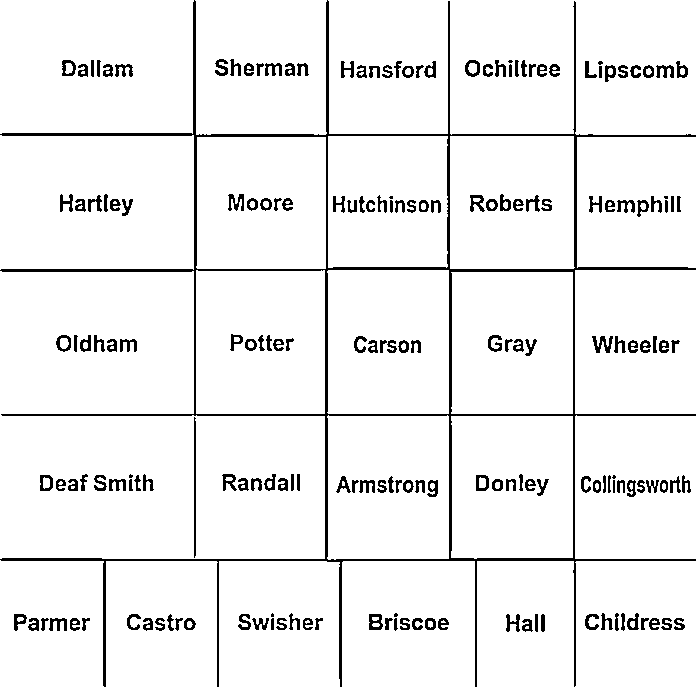 Dallam
Sherman
Hansford
Ochiltree
Lipscomb
Hartley
Moore
Hutchinson
Roberts
Hemphill
Oldham
Potter
Carson
Gray
Wheeler
Deaf Smith
Randall
Armstrong
Donley
Collingsworth
Parmer
Castro
Swisher
Briscoe
Hall
Childress